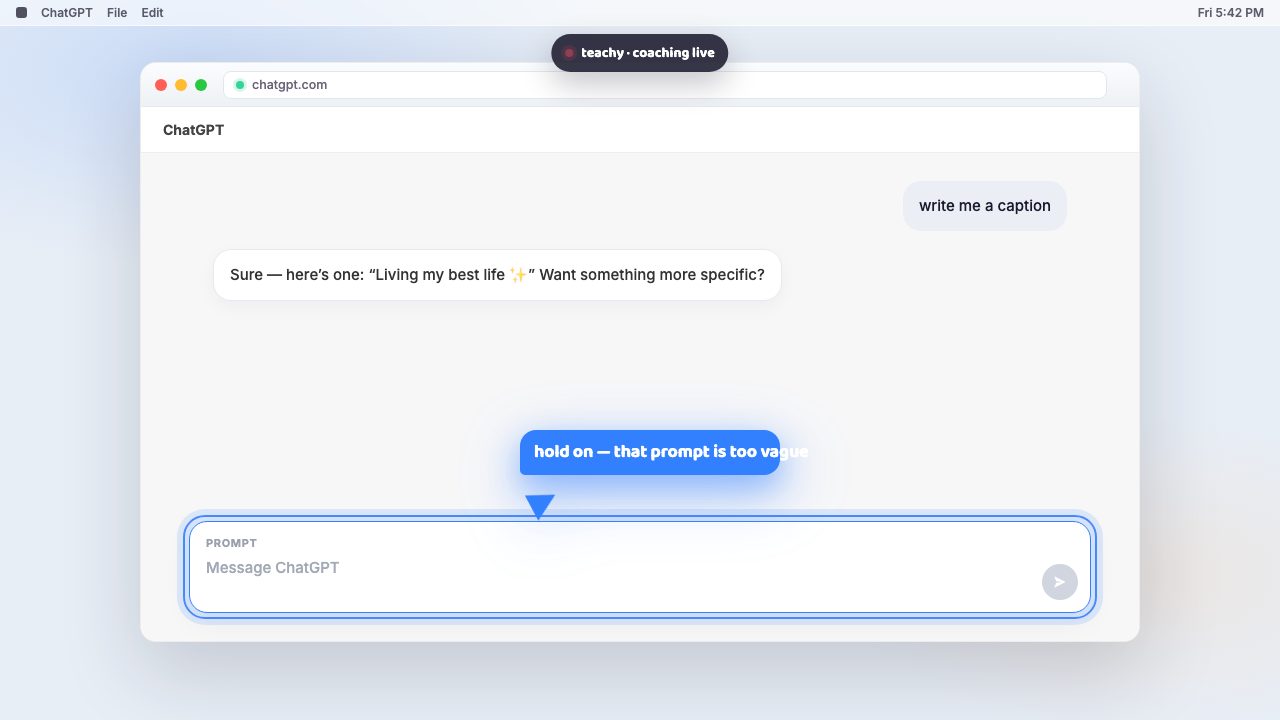 ChatGPT File Edit Fri 5:42 PM
teachy · coaching live
chatgpt.com
ChatGPT
write me a caption
Sure — here’s one: “Living my best life ✨” Want something more specific?
hold on — that prompt is too vague
PROMPT
Message ChatGPT